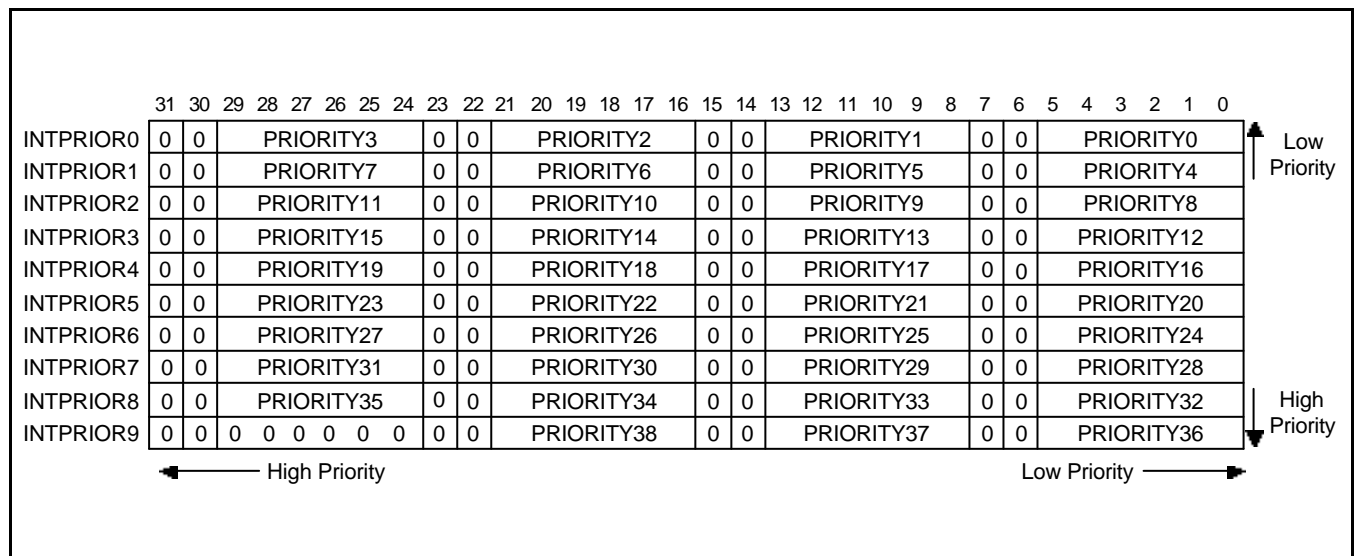 31 30 29 28 27 26 25 24 23 22 21 20 19 18 17 16 15 14 13 12 11 10 9 8 7 6 5 4 3 2 1 0
INTPRIOR0 0 0 PRIORITY3 0 0 PRIORITY2 0 0 PRIORITY1 0 0 PRIORITY0 Low
INTPRIOR1 0 0 PRIORITY7 0 0 PRIORITY6 0 0 PRIORITY5 0 0 PRIORITY4 Priority
INTPRIOR2 0 0 PRIORITY11 0 0 PRIORITY10 0 0 PRIORITY9 0 0 PRIORITY8
INTPRIOR3 0 0 PRIORITY15 0 0 PRIORITY14 0 0 PRIORITY13 0 0 PRIORITY12
INTPRIOR4 0 0 PRIORITY19 0 0 PRIORITY18 0 0 PRIORITY17 0 0 PRIORITY16
INTPRIOR5 0 0 PRIORITY23 0 0 PRIORITY22 0 0 PRIORITY21 0 0 PRIORITY20
INTPRIOR6 0 0 PRIORITY27 0 0 PRIORITY26 0 0 PRIORITY25 0 0 PRIORITY24
INTPRIOR7 0 0 PRIORITY31 0 0 PRIORITY30 0 0 PRIORITY29 0 0 PRIORITY28
INTPRIOR8 0 0 PRIORITY35 0 0 PRIORITY34 0 0 PRIORITY33 0 0 PRIORITY32 High
INTPRIOR9 0 0 0 0 0 0 0 0 0 0 PRIORITY38 0 0 PRIORITY37 0 0 PRIORITY36 Priority
High Priority Low Priority